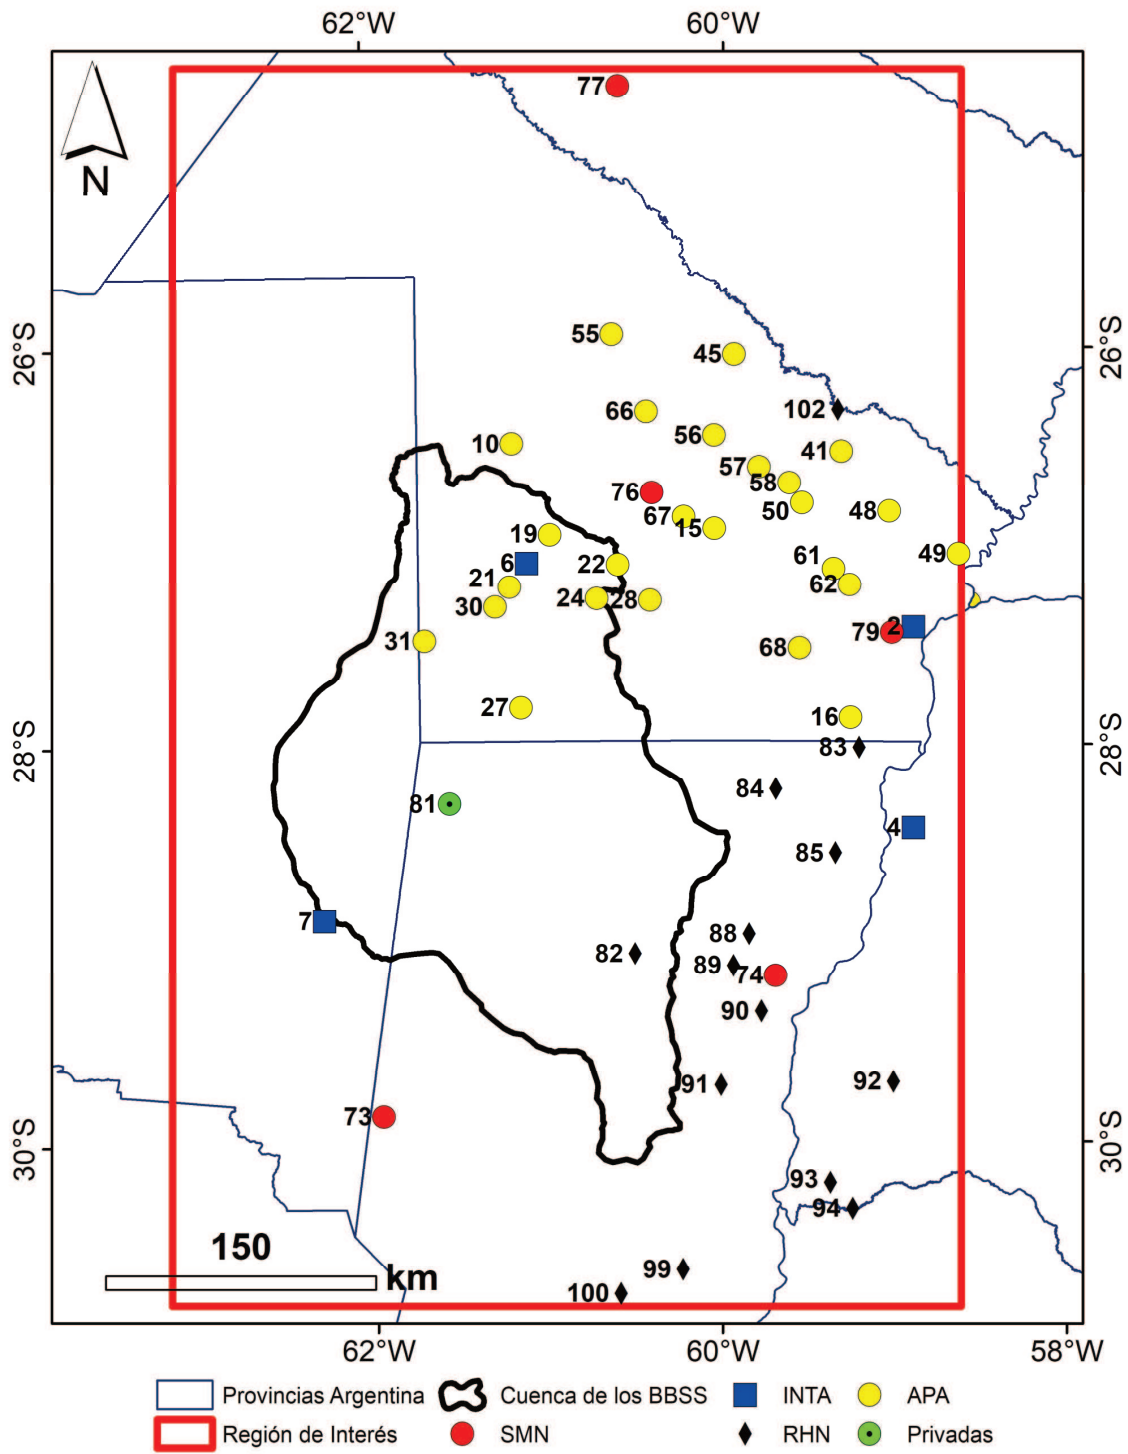 62°W 60°W
77
N
55
26°S 45 26°S
66 102
10 56 41
57
76 58
67 15 50 48
19 49
6 22 61
21 62
30 24 28
2
31 79
68
27
16
28°S 83 28°S
84
81
4
85
7
88
82 89
74
90
91 92
73
30°S 30°S
93
94
150
99
km
100
62°W 60°W 58°W
Provincias Argentina Cuenca de los BBSS INTA APA
Región de Interés SMN RHN Privadas